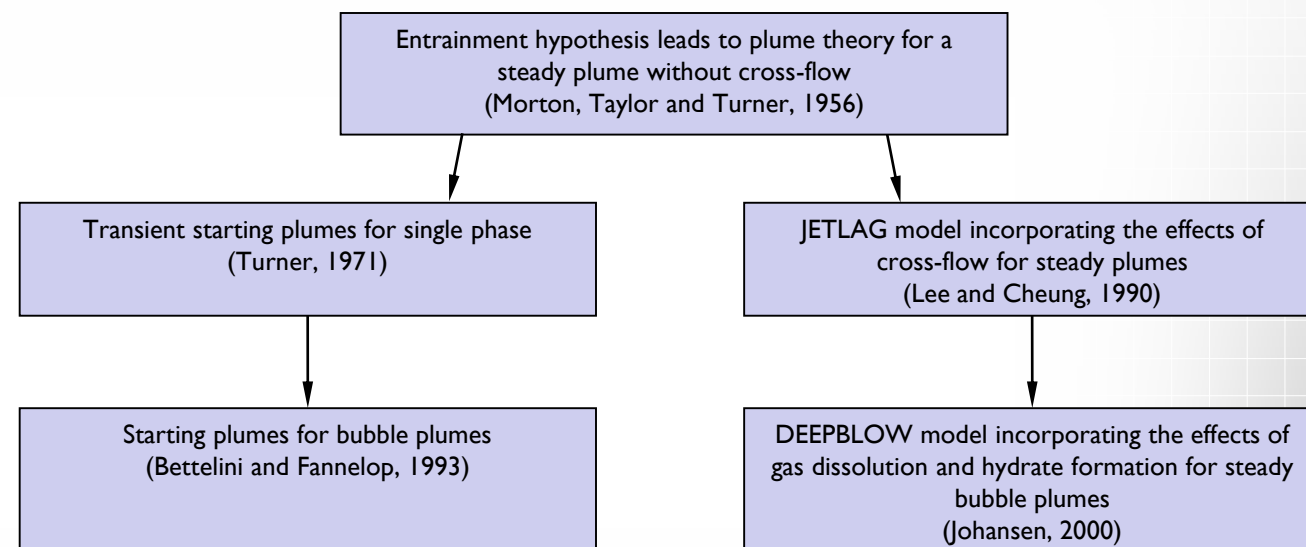 Entrainment hypothesis leads to plume theory for a
steady plume without cross-flow
(Morton, Taylor and Turner, 1956)
Transient starting plumes for single phase
(Turner, 1971)
JETLAG model incorporating the effects of
cross-flow for steady plumes
(Lee and Cheung, 1990)
Starting plumes for bubble plumes
(Bettelini and Fannelop, 1993)
DEEPBLOW model incorporating the effects of
gas dissolution and hydrate formation for steady
bubble plumes
(Johansen, 2000)